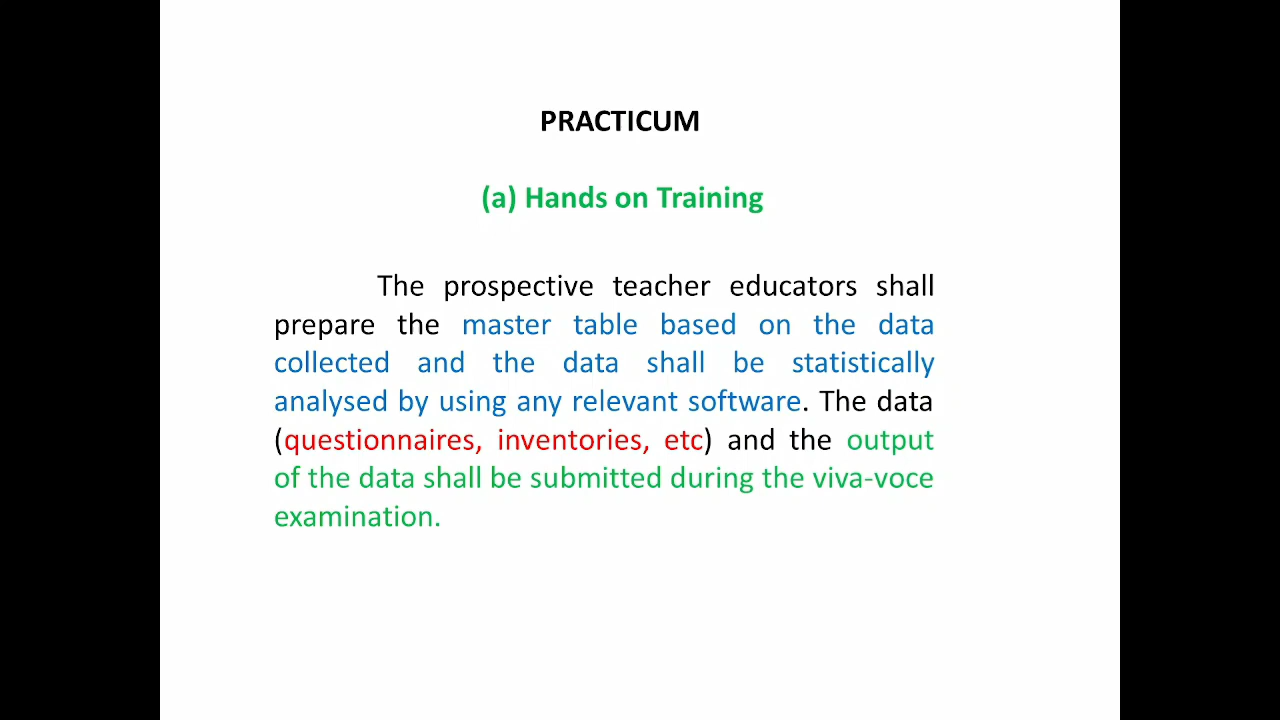 PRACTICUM
(a) Hands on Training
The prospective teacher educators shall
prepare the master table based on the data
collected and the data shall be statistically
analysed by using any relevant software. The data
(questionnaires, inventories, etc) and the output
of the data shall be submitted during the viva-voce
examination.